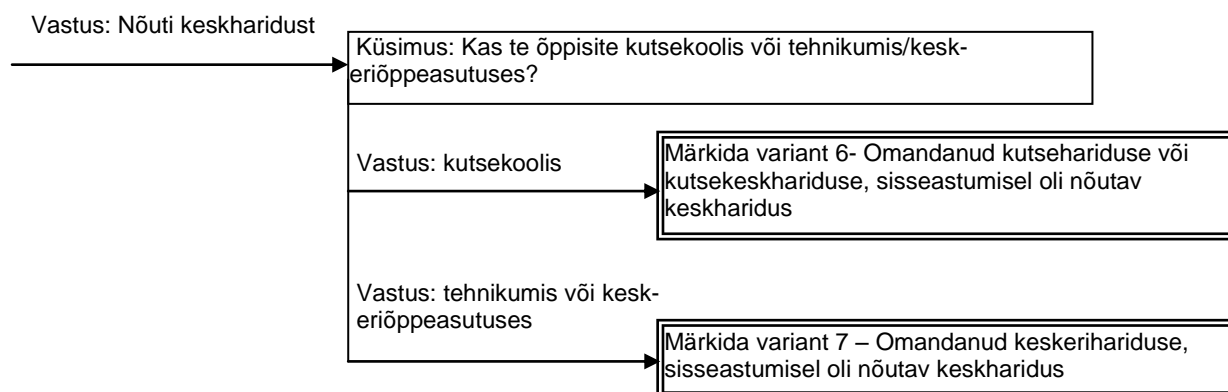 Vastus: Nõuti keskharidust
Küsimus: Kas te õppisite kutsekoolis või tehnikumis/kesk-
eriõppeasutuses?
Vastus: kutsekoolis
Märkida variant 6- Omandanud kutsehariduse või
kutsekeskhariduse, sisseastumisel oli nõutav
keskharidus
Vastus: tehnikumis või kesk-
eriõppeasutuses
Märkida variant 7 – Omandanud keskerihariduse,
sisseastumisel oli nõutav keskharidus